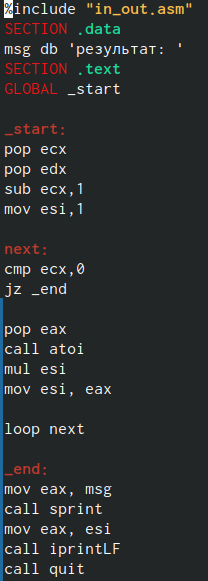 %include "in_out.asm"
SECTION .data
msg db 'результат: '
SECTION .text
GLOBAL _start
_start:
pop ecx
pop edx
sub ecx,1
mov esi,1
next:
cmp ecx,0
jz _end
pop eax
call atoi
mul esi
mov esi, eax
loop next
_end:
mov eax, msg
call sprint
mov eax, esi
call iprintLF
call quit